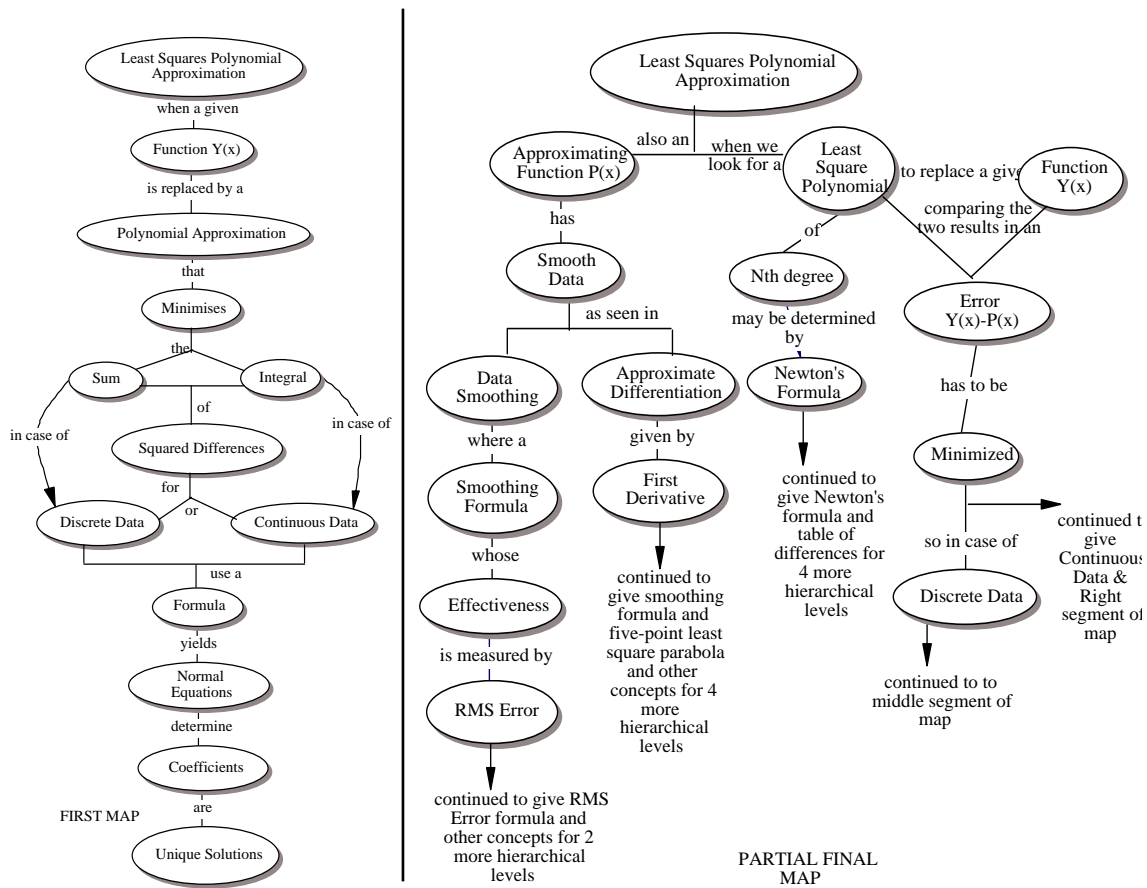 Least Squares Polynomial
Approximation
when a given
Function Y(x)
is replaced by a
Polynomial Approximation
that
Minimises
the
Sum
Integral
of
in case of
in case of
Squared Differences
for
or
Discrete Data
Continuous Data
use a
Formula
yields
Normal
Equations
determine
Coefficients
are
FIRST MAP
Unique Solutions
Least Squares Polynomial
Approximation
also an
when we
look for a
Approximating
Function P(x)
Least
Square
Polynomial
to replace a give
Function
Y(x)
comparing the
two results in an
has
of
Smooth
Data
Nth degree
Error
Y(x)-P(x)
as seen in
may be determined
by
Data
Smoothing
Approximate
Differentiation
Newton's
Formula
has to be
where a
given by
Minimized
Smoothing
Formula
First
Derivative
continued to
give Newton's
formula and
table of
differences for
4 more
hierarchical
levels
continued t
give
Continuous
Data &
Right
segment of
map
so in case of
whose
Discrete Data
Effectiveness
continued to
give smoothing
formula and
five-point least
square parabola
and other
concepts for 4
more
hierarchical
levels
is measured by
continued to to
middle segment of
map
RMS Error
continued to give RMS
Error formula and
other concepts for 2
more hierarchical
levels
PARTIAL FINAL
MAP